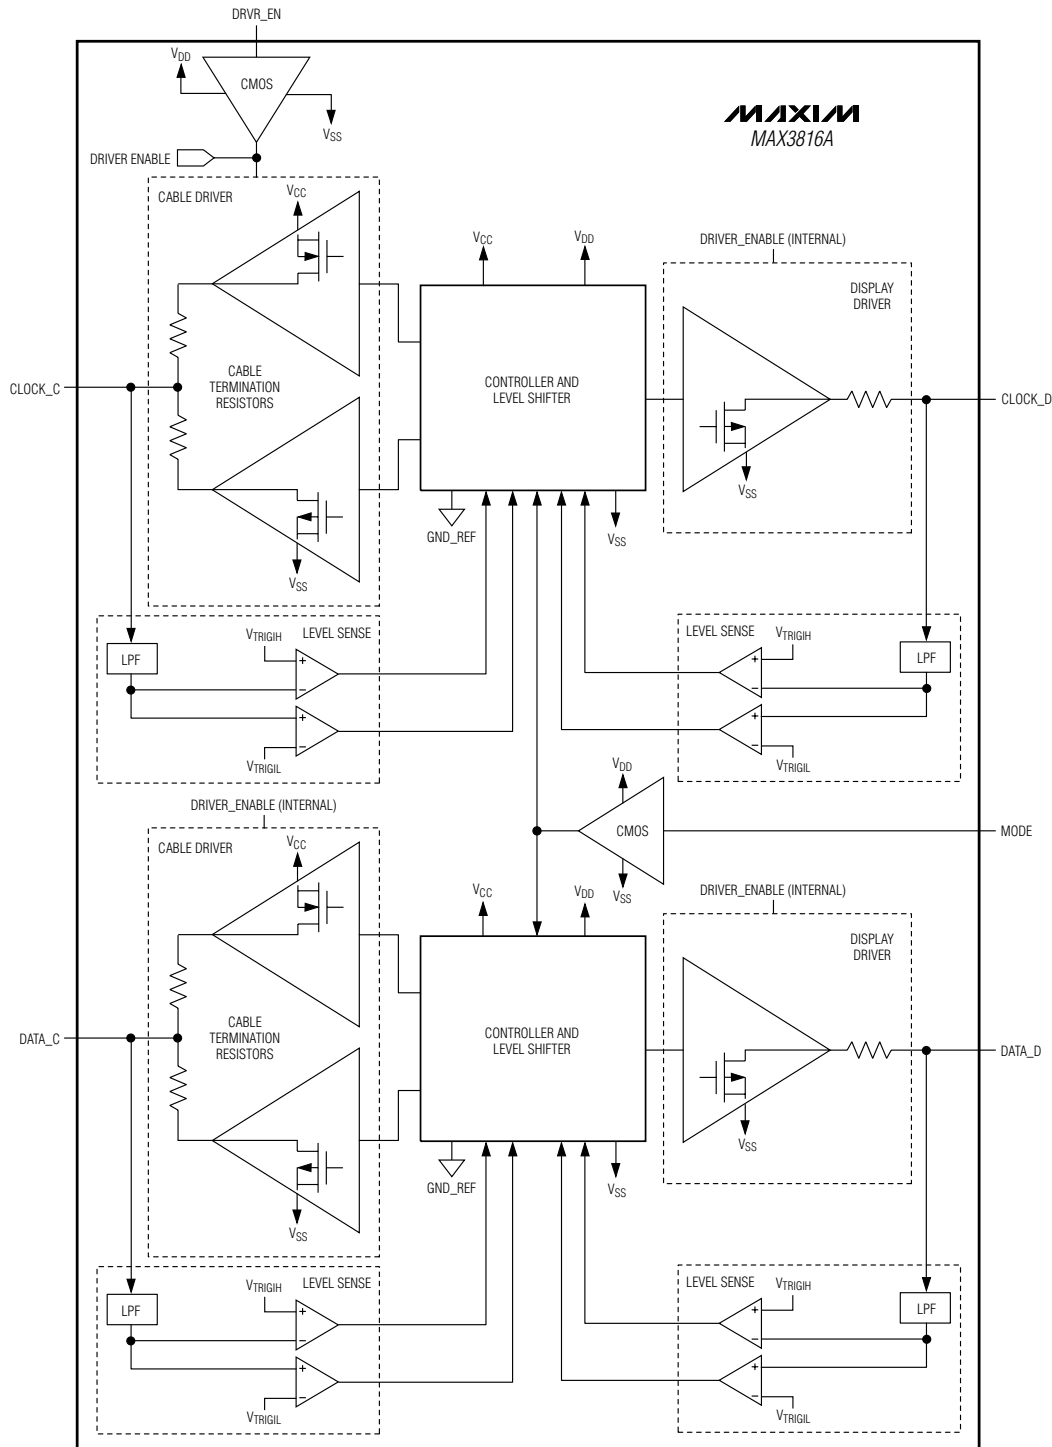 DRVR_EN
VDD
CMOS
VSS
MAXIM
MAX3816A
DRIVER ENABLE
CABLE DRIVER
VCC
CABLE
TERMINATION
RESISTORS
VSS
CLOCK_C
VCC
VDD
CONTROLLER AND
LEVEL SHIFTER
GND_REF
VSS
DRIVER_ENABLE (INTERNAL)
DISPLAY
DRIVER
VSS
CLOCK_D
LEVEL SENSE
VTRIGIH
LPF
+
−
+
−
VTRIGIL
LEVEL SENSE
VTRIGIH
LPF
+
−
+
−
VTRIGIL
VDD
CMOS
VSS
MODE
DRIVER_ENABLE (INTERNAL)
CABLE DRIVER
VCC
CABLE
TERMINATION
RESISTORS
VSS
DATA_C
VCC
VDD
CONTROLLER AND
LEVEL SHIFTER
GND_REF
VSS
DRIVER_ENABLE (INTERNAL)
DISPLAY
DRIVER
VSS
DATA_D
LEVEL SENSE
VTRIGIH
LPF
+
−
+
−
VTRIGIL
LEVEL SENSE
VTRIGIH
LPF
+
−
+
−
VTRIGIL